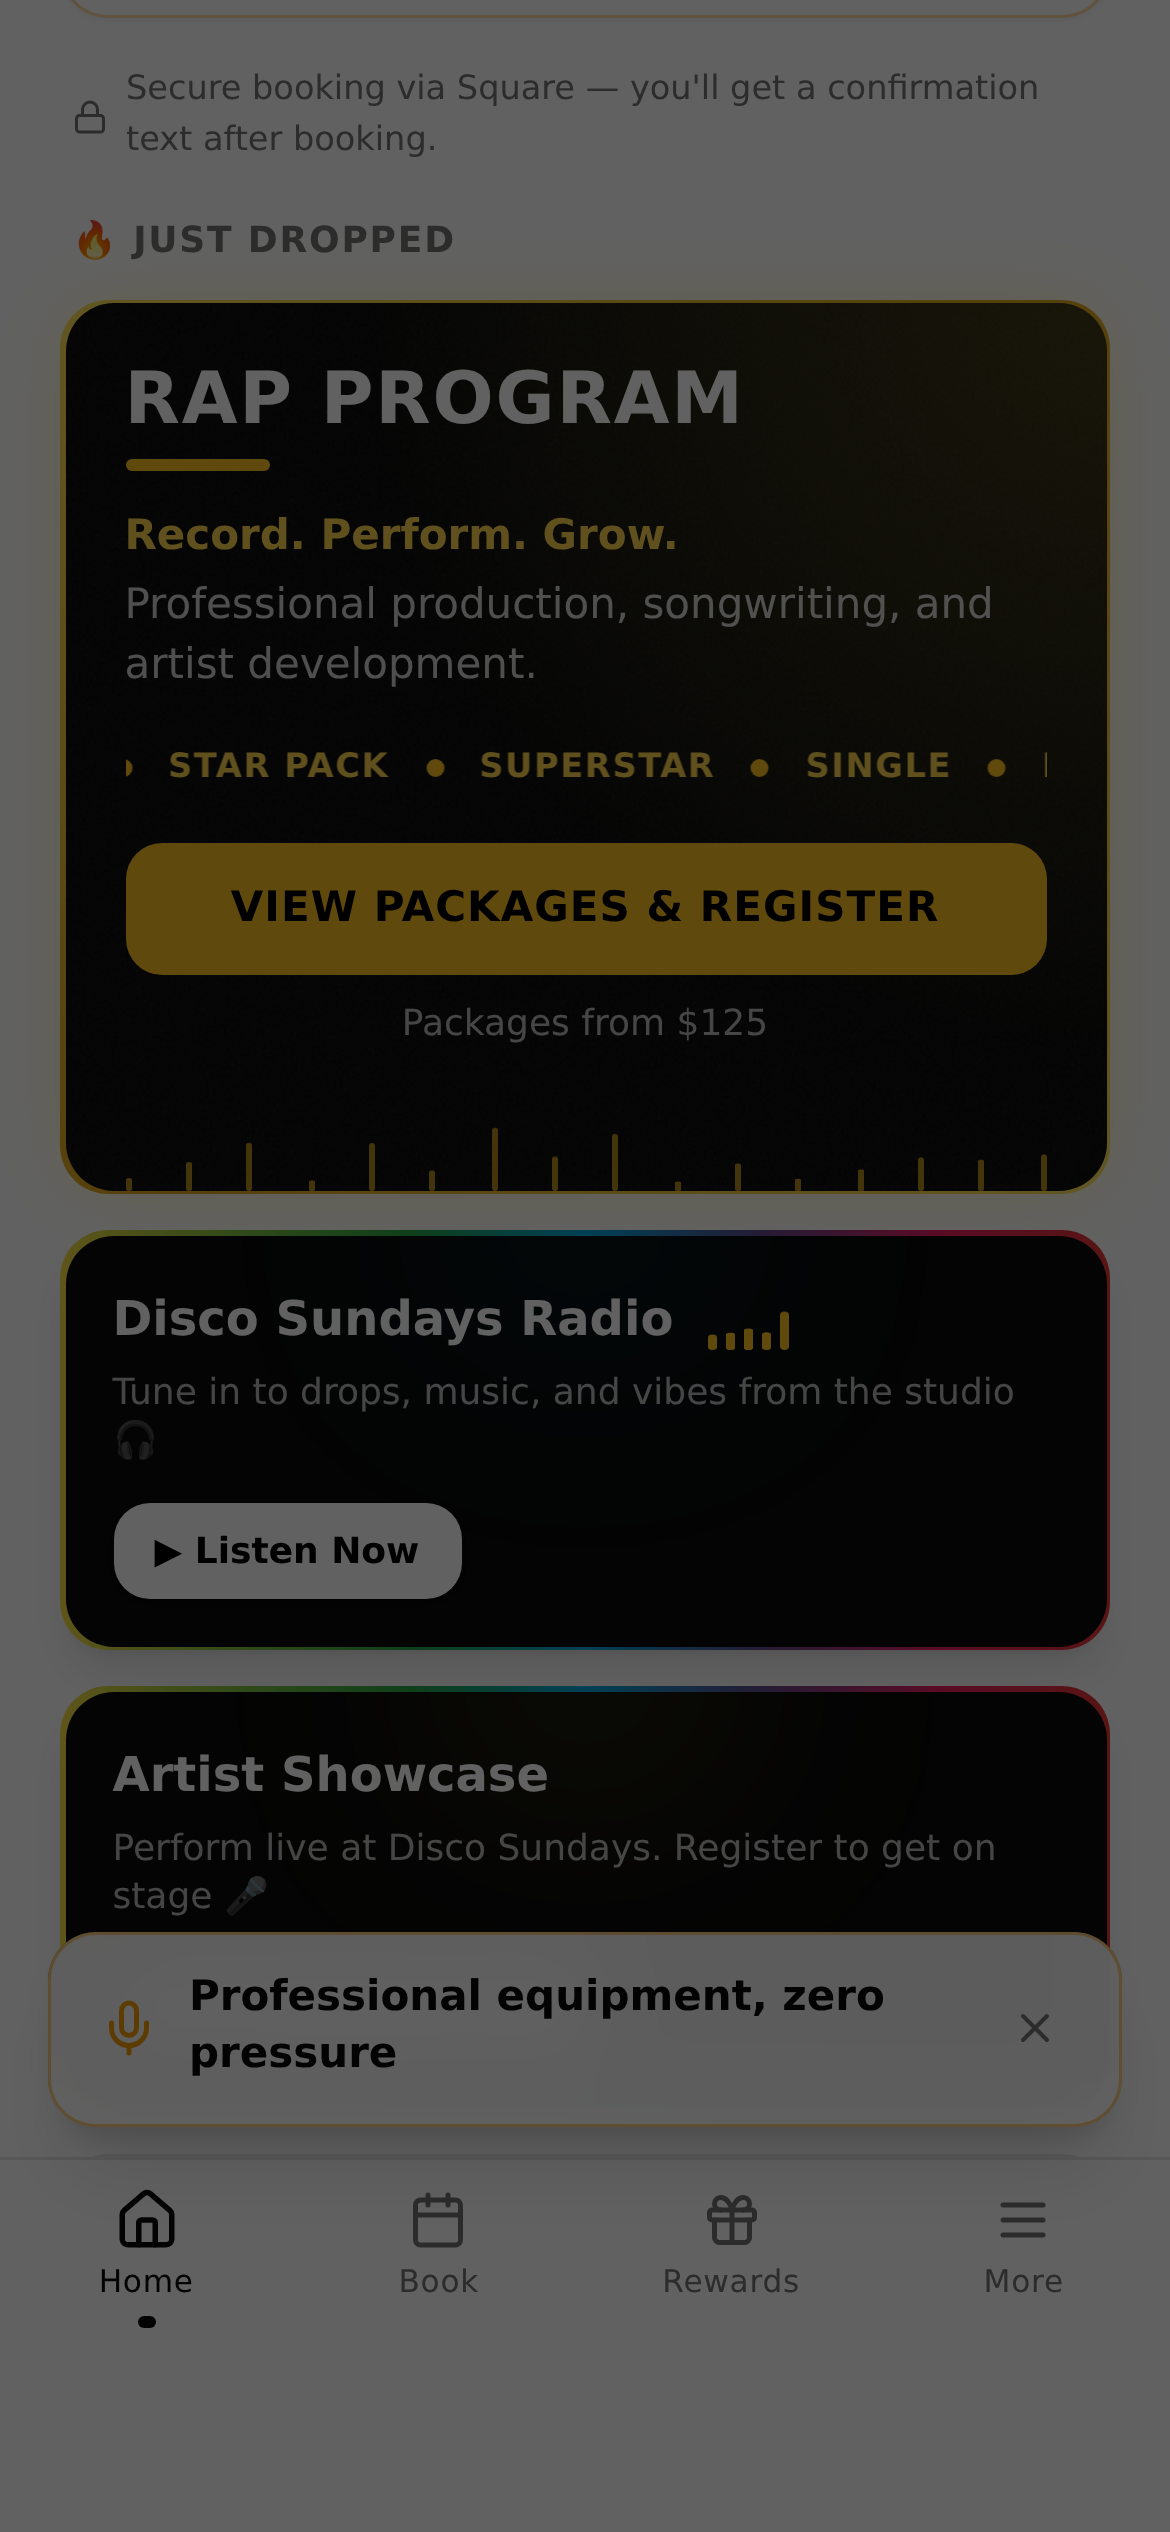 Secure booking via Square — you'll get a confirmation
text after booking.
🔥 JUST DROPPED
RAP PROGRAM
Record. Perform. Grow.
Professional production, songwriting, and
artist development.
● STAR PACK ● SUPERSTAR ● SINGLE ●
VIEW PACKAGES & REGISTER
Packages from $125
Disco Sundays Radio
Tune in to drops, music, and vibes from the studio
🎧
▶ Listen Now
Artist Showcase
Perform live at Disco Sundays. Register to get on
stage 🎤
Professional equipment, zero
pressure
Home Book Rewards More